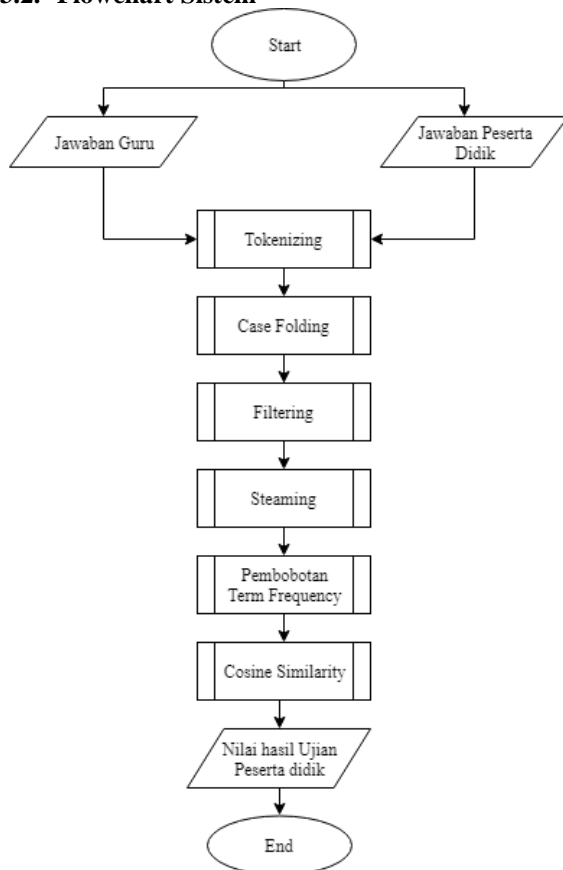 3.2. Flowchart Sistem
Start
Jawaban Guru
Jawaban Peserta
Didik
Tokenizing
Case Folding
Filtering
Steaming
Pembobotan
Term Frequency
Cosine Similarity
Nilai hasil Ujian
Peserta didik
End